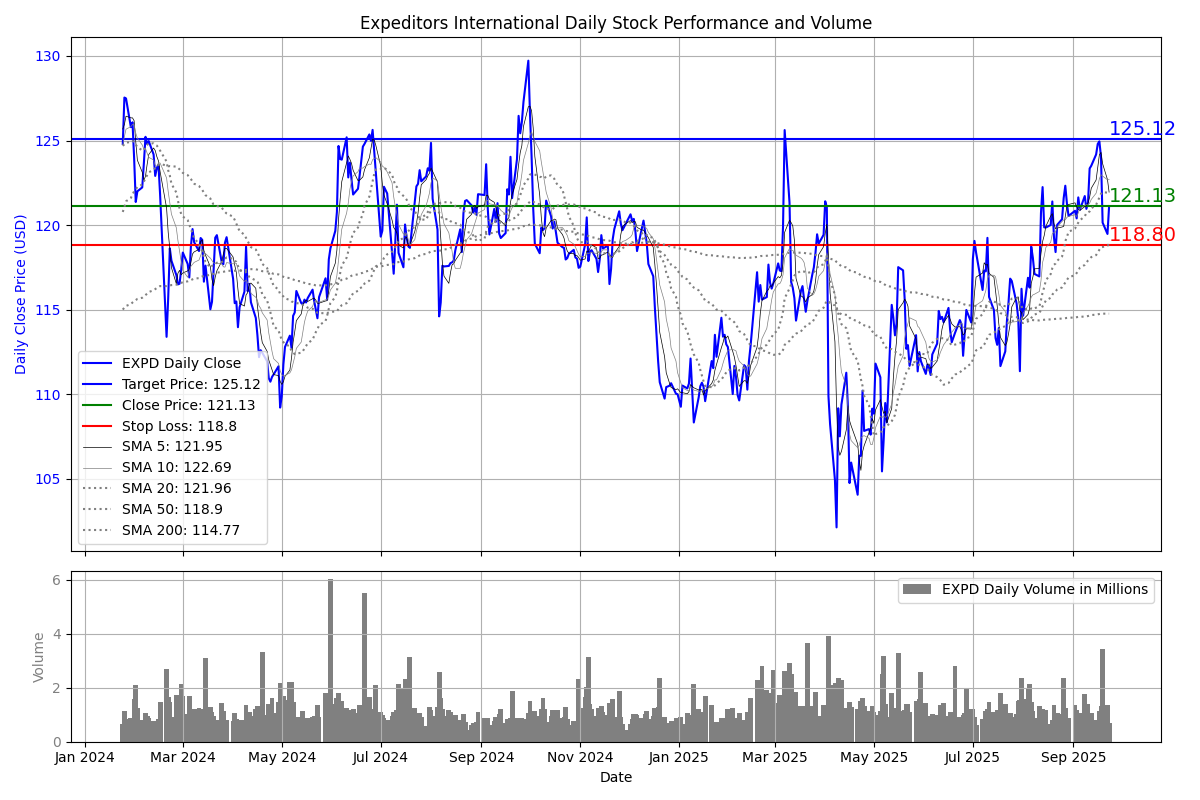 Expeditors International Daily Stock Performance and Volume
Daily Close Price (USD)
130
125
120
115
110
105
125.12
121.13
118.80
EXPD Daily Close
Target Price: 125.12
Close Price: 121.13
Stop Loss: 118.8
SMA 5: 121.95
SMA 10: 122.69
SMA 20: 121.96
SMA 50: 118.9
SMA 200: 114.77
Volume
6
4
2
0
EXPD Daily Volume in Millions
Jan 2024 Mar 2024 May 2024 Jul 2024 Sep 2024 Nov 2024 Jan 2025 Mar 2025 May 2025 Jul 2025 Sep 2025
Date